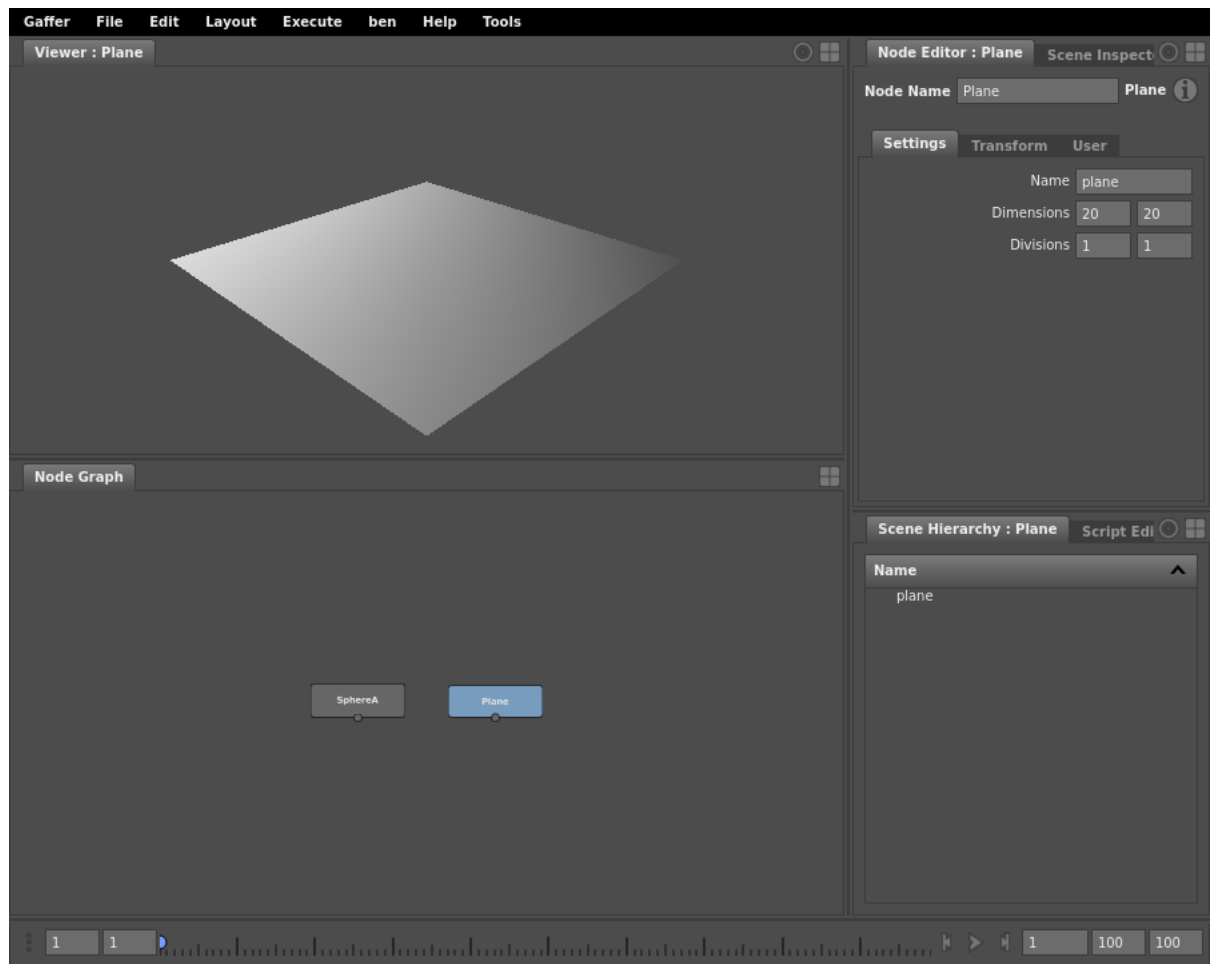 Gaffer File Edit Layout Execute ben Help Tools
Viewer : Plane
Node Editor : Plane Scene Inspect
Node Name Plane Plane
Settings Transform User
Name plane
Dimensions 20 20
Divisions 1 1
Node Graph
SphereA Plane
Scene Hierarchy : Plane Script Edi
Name
plane
1 1 1 100 100